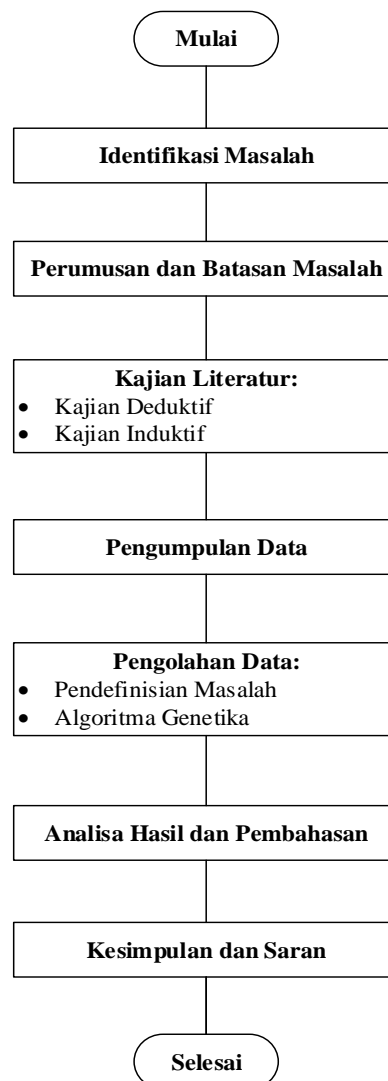 Mulai
Identifikasi Masalah
Perumusan dan Batasan Masalah
Kajian Literatur:
• Kajian Deduktif
• Kajian Induktif
Pengumpulan Data
Pengolahan Data:
• Pendefinisian Masalah
• Algoritma Genetika
Analisa Hasil dan Pembahasan
Kesimpulan dan Saran
Selesai